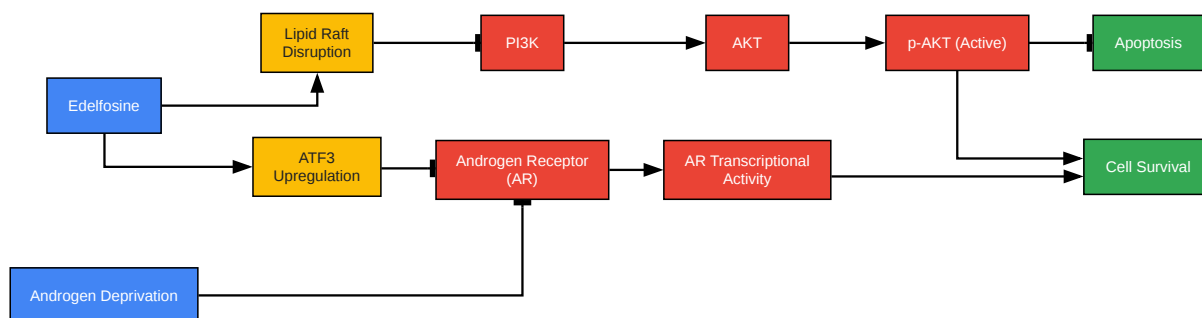 Lipid Raft
Disruption
PI3K
AKT
p-AKT (Active)
Apoptosis
Edelfosine
ATF3
Upregulation
Androgen Receptor
(AR)
AR Transcriptional
Activity
Cell Survival
Androgen Deprivation